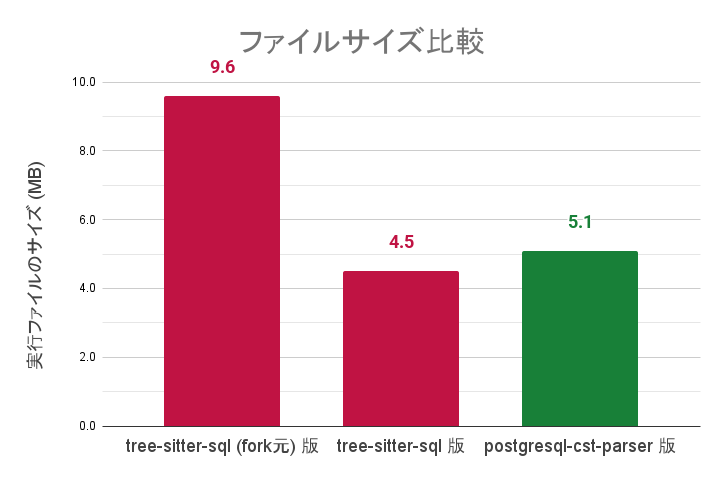 ファイルサイズ比較
実行ファイルのサイズ (MB)
10.0
8.0
6.0
4.0
2.0
0.0
9.6
4.5
5.1
tree-sitter-sql (fork元) 版
tree-sitter-sql 版
postgresql-cst-parser 版